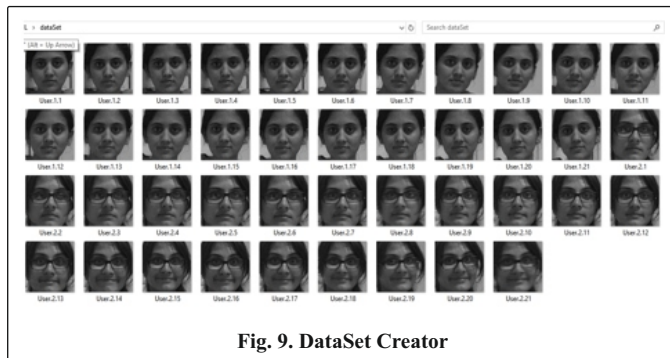 dataSet
Search dataSet
(Alt + Up Arrow)
User.1.1 User.1.2 User.1.3 User.1.4 User.1.5 User.1.6 User.1.7 User.1.8 User.1.9 User.1.10 User.1.11
User.1.12 User.1.13 User.1.14 User.1.15 User.1.16 User.1.17 User.1.18 User.1.19 User.1.20 User.1.21 User.2.1
User.2.2 User.2.3 User.2.4 User.2.5 User.2.6 User.2.7 User.2.8 User.2.9 User.2.10 User.2.11 User.2.12
User.2.13 User.2.14 User.2.15 User.2.16 User.2.17 User.2.18 User.2.19 User.2.20 User.2.21
Fig. 9. DataSet Creator